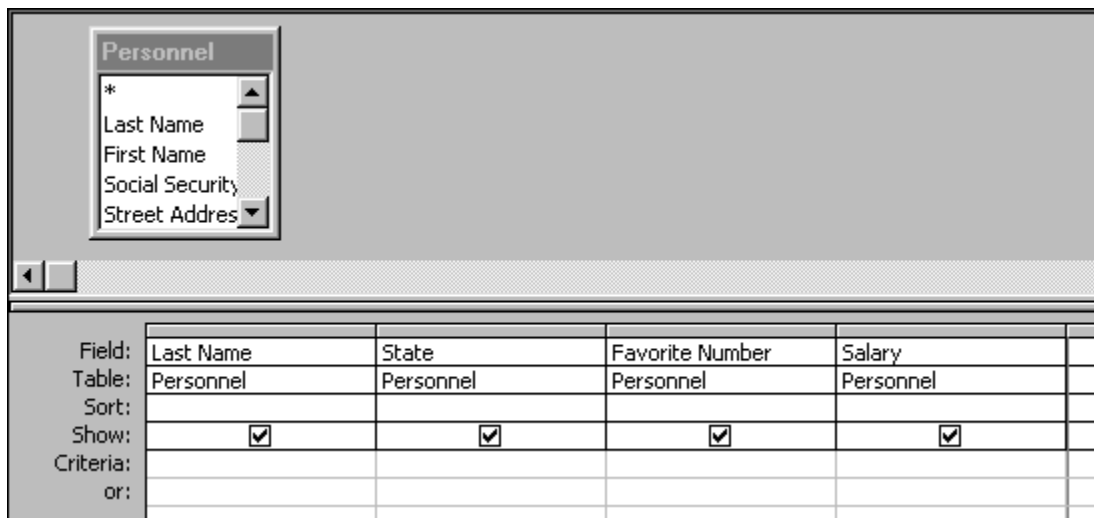 Personnel
*
Last Name
First Name
Social Security
Street Addres
Field: Last Name State Favorite Number Salary
Table: Personnel Personnel Personnel Personnel
Sort:
Show:
Criteria:
or: